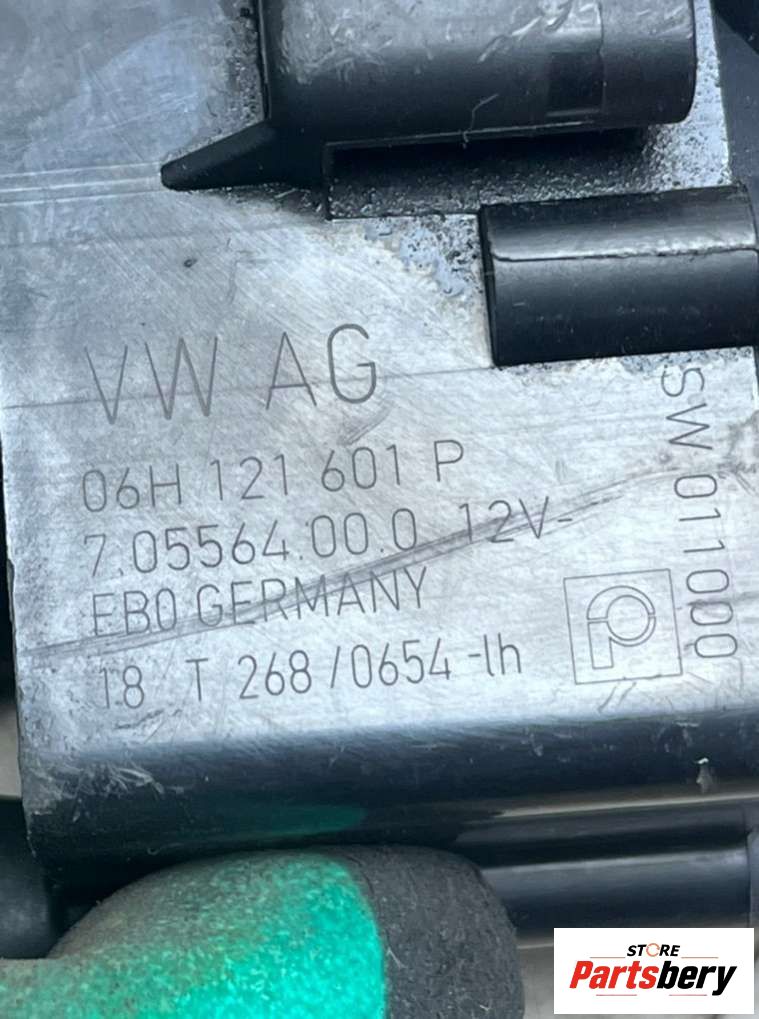 VW AG
06H 121 601 P
7.05564.00.0 12V-
EB0 GERMANY
18 T 268/0654-lh
SW 011000
STORE
Partsbery